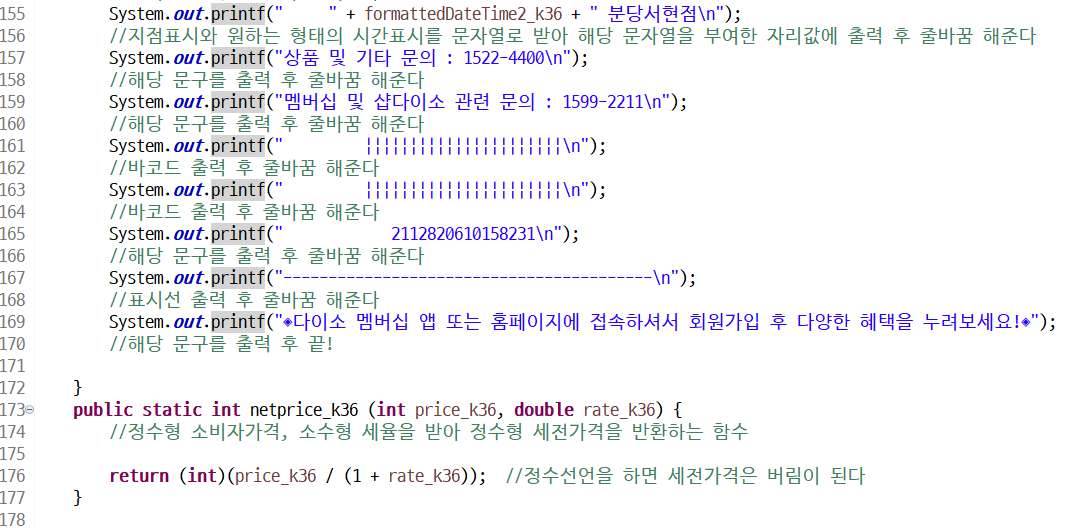 155 System.out.printf("     " + formattedDateTime2_k36 + " 분당서현점\n");
156 //지점표시와 원하는 형태의 시간표시를 문자열로 받아 해당 문자열을 부여한 자리값에 출력 후 줄바꿈 해준다
157 System.out.printf("상품 및 기타 문의 : 1522-4400\n");
158 //해당 문구를 출력 후 줄바꿈 해준다
159 System.out.printf("멤버십 및 샵다이소 관련 문의 : 1599-2211\n");
160 //해당 문구를 출력 후 줄바꿈 해준다
161 System.out.printf("         ¦¦¦¦¦¦¦¦¦¦¦¦¦¦¦¦¦¦¦¦¦¦\n");
162 //바코드 출력 후 줄바꿈 해준다
163 System.out.printf("         ¦¦¦¦¦¦¦¦¦¦¦¦¦¦¦¦¦¦¦¦¦¦\n");
164 //바코드 출력 후 줄바꿈 해준다
165 System.out.printf("            2112820610158231\n");
166 //해당 문구를 출력 후 줄바꿈 해준다
167 System.out.printf("-----------------------------------------\n");
168 //표시선 출력 후 줄바꿈 해준다
169 System.out.printf("◈다이소 멤버십 앱 또는 홈페이지에 접속하셔서 회원가입 후 다양한 혜택을 누려보세요!◈");
170 //해당 문구를 출력 후 끝!
171
172 }
173 public static int netprice_k36 (int price_k36, double rate_k36) {
174 //정수형 소비자가격, 소수형 세율을 받아 정수형 세전가격을 반환하는 함수
175
176 return (int)(price_k36 / (1 + rate_k36)); //정수선언을 하면 세전가격은 버림이 된다
177 }
178